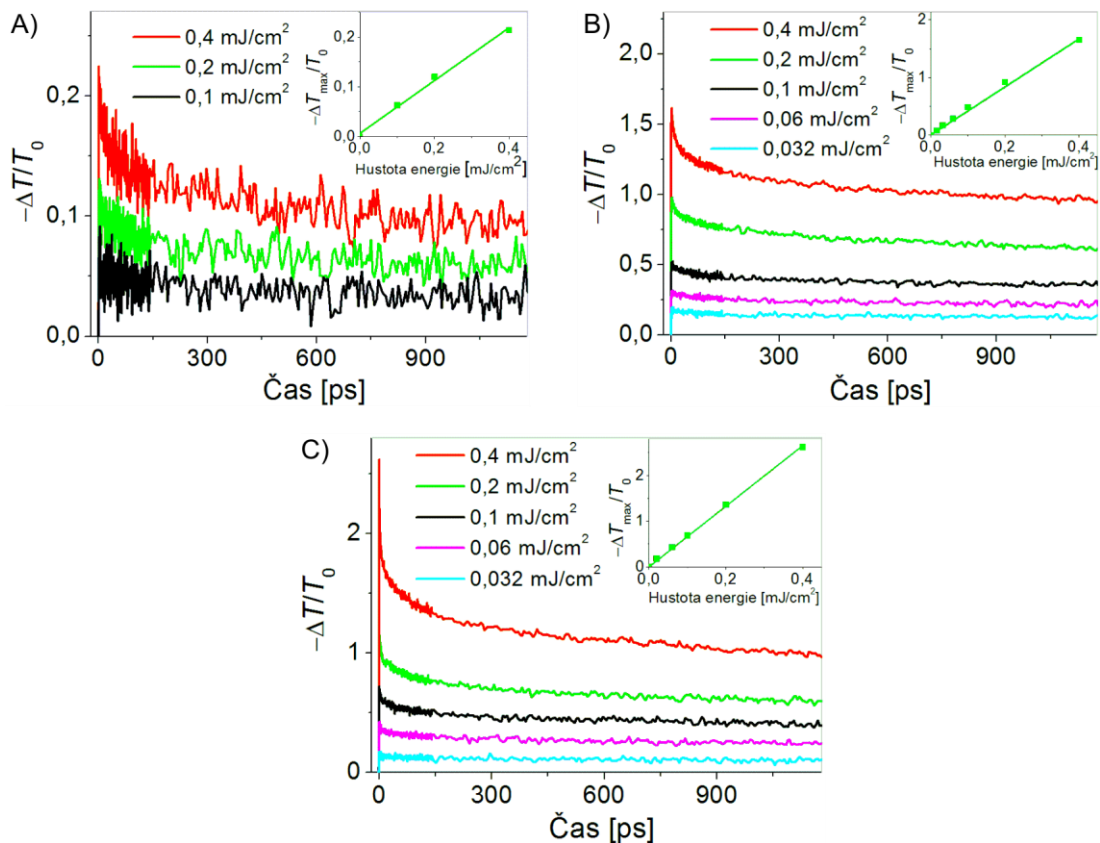 A)
0,4 mJ/cm²
0,2 mJ/cm²
0,1 mJ/cm²
−ΔTmax/T0
0,2
0,1
0,0
0,0 0,2 0,4
Hustota energie [mJ/cm²]
−ΔT/T0
0,2
0,1
0,0
0 300 600 900
Čas [ps]
B)
0,4 mJ/cm²
0,2 mJ/cm²
0,1 mJ/cm²
0,06 mJ/cm²
0,032 mJ/cm²
−ΔTmax/T0
2
1
0
0,0 0,2 0,4
Hustota energie [mJ/cm²]
−ΔT/T0
2,0
1,5
1,0
0,5
0,0
0 300 600 900
Čas [ps]
C)
0,4 mJ/cm²
0,2 mJ/cm²
0,1 mJ/cm²
0,06 mJ/cm²
0,032 mJ/cm²
−ΔTmax/T0
2
1
0
0,0 0,2 0,4
Hustota energie [mJ/cm²]
−ΔT/T0
2
1
0
0 300 600 900
Čas [ps]